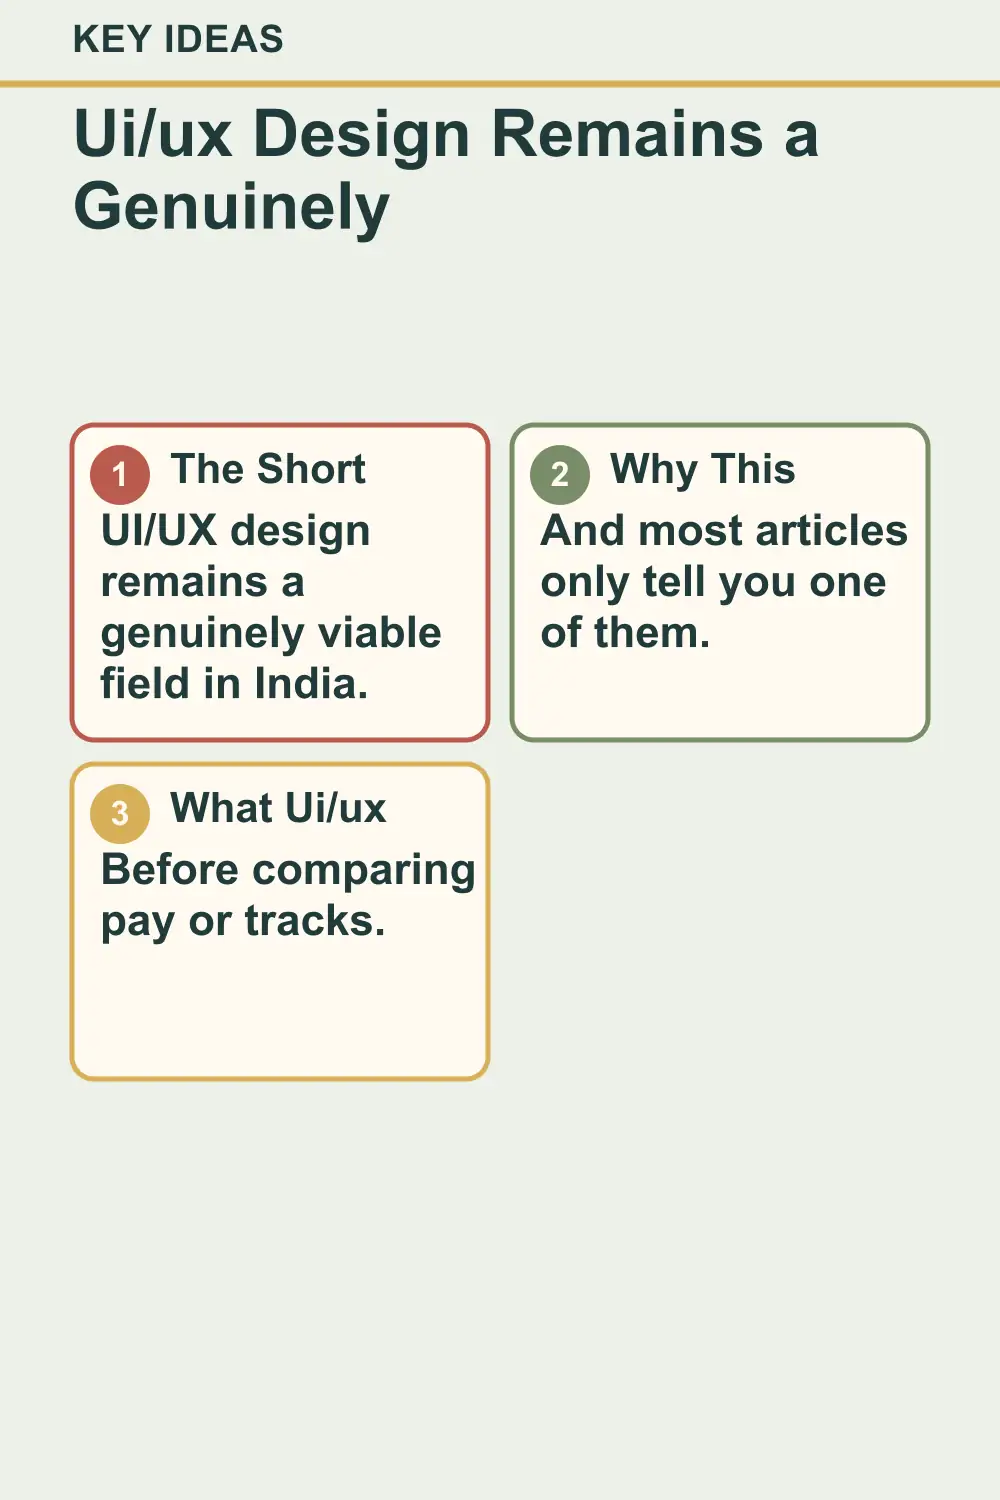 KEY IDEAS
Ui/ux Design Remains a
Genuinely
1
The Short
UI/UX design
remains a
genuinely viable
field in India.
2
Why This
And most articles
only tell you one
of them.
3
What Ui/ux
Before comparing
pay or tracks.